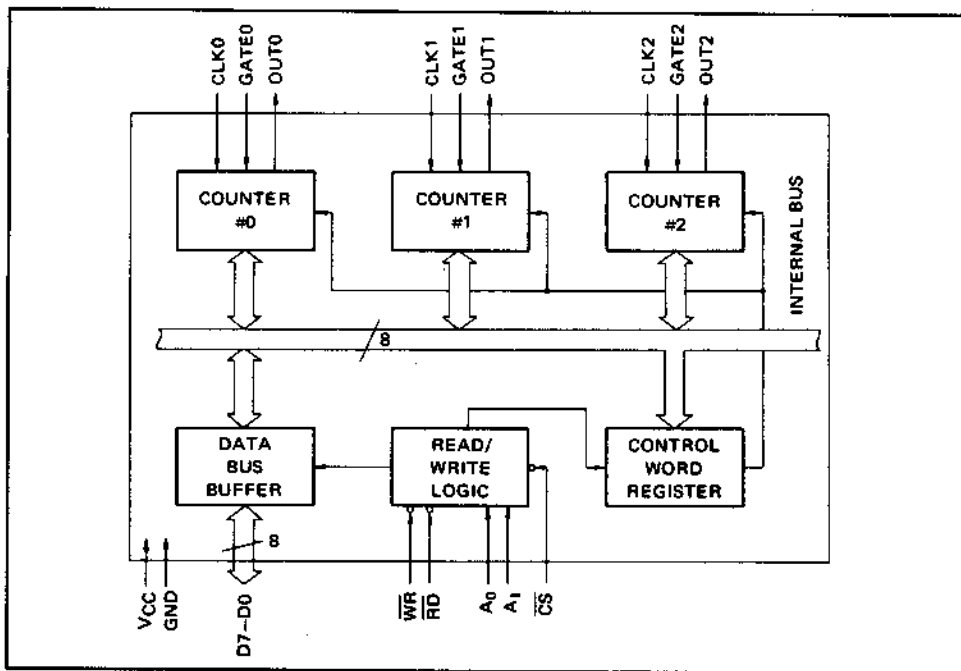 CLK0
GATE0
OUT0
CLK1
GATE1
OUT1
CLK2
GATE2
OUT2
COUNTER
#0
COUNTER
#1
COUNTER
#2
INTERNAL BUS
8
DATA
BUS
BUFFER
READ/
WRITE
LOGIC
CONTROL
WORD
REGISTER
8
VCC
GND
D7–D0
WR
RD
A0
A1
CS